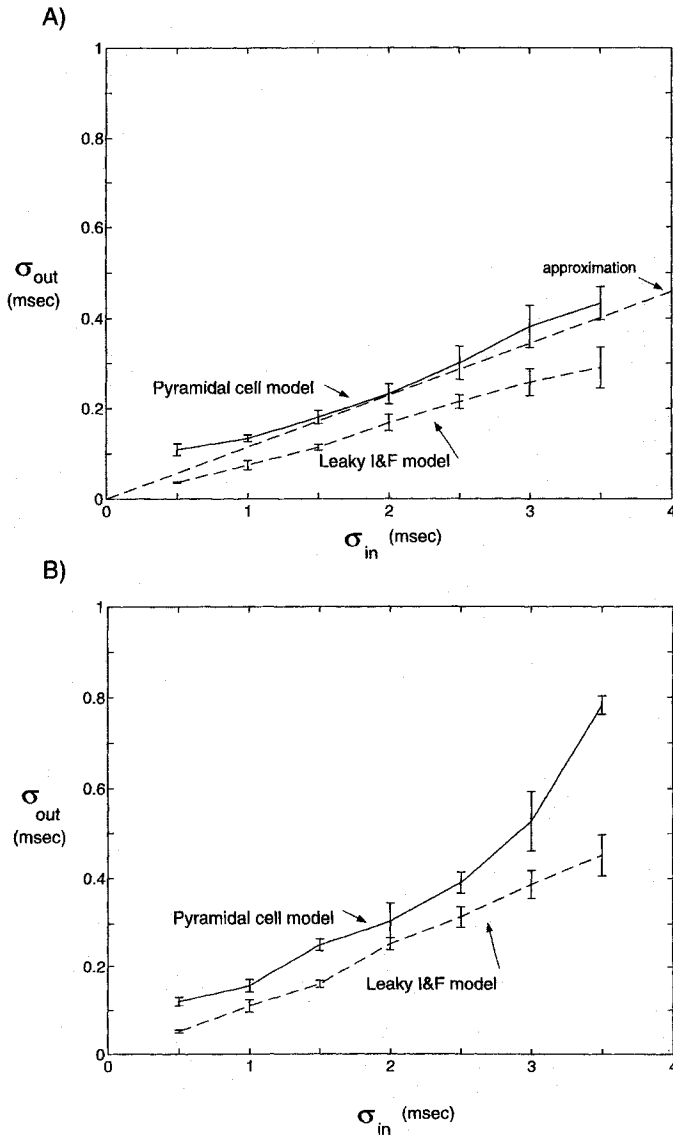 A)
1
0.8
0.6
σout
(msec)
approximation
0.4
Pyramidal cell model
0.2
Leaky I&F model
0
0 1 2 3 4
σin (msec)
B)
1
0.8
0.6
σout
(msec)
0.4
Pyramidal cell model
0.2
Leaky I&F model
0
0 1 2 3 4
σin (msec)